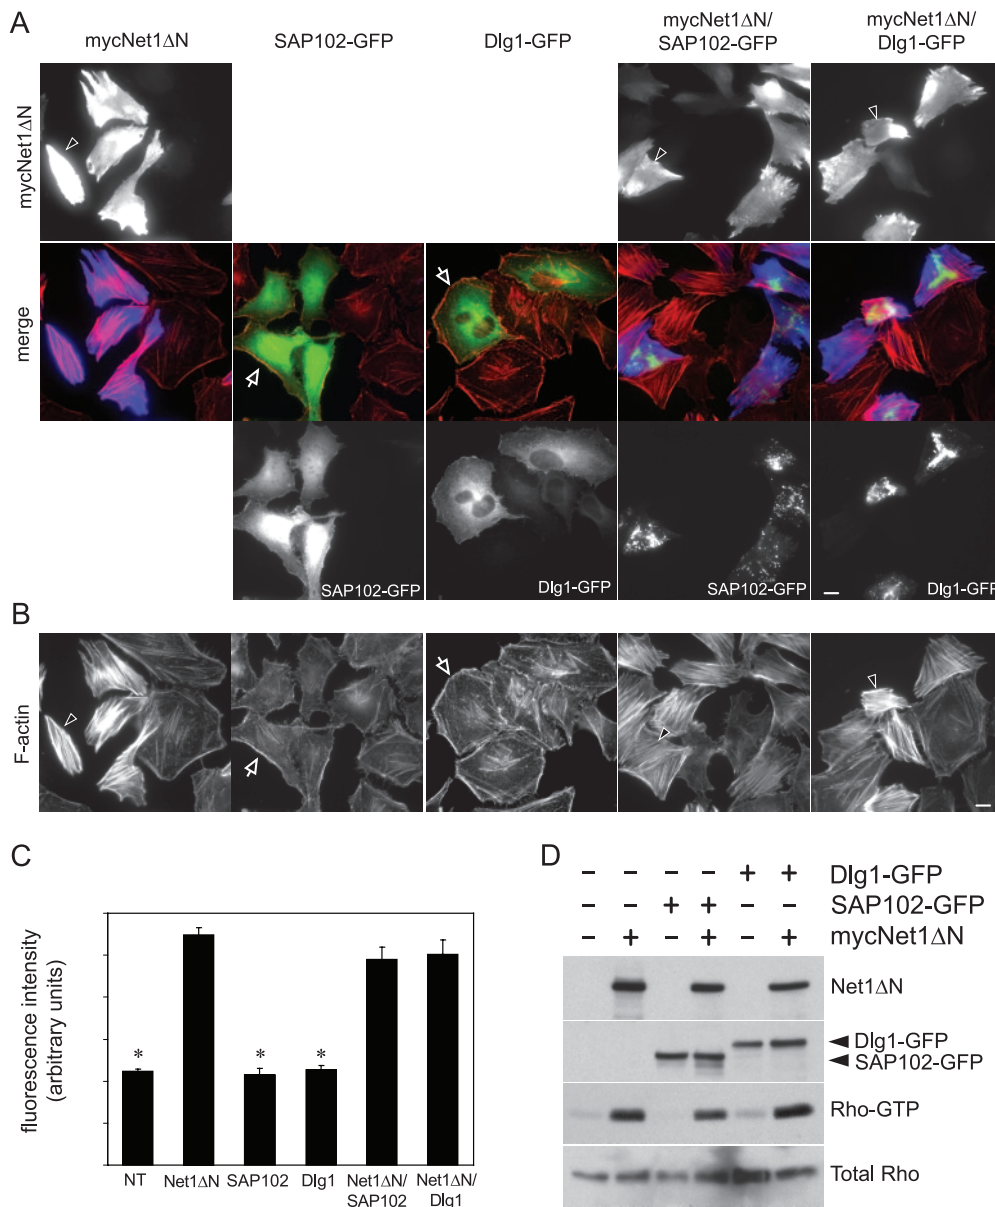 A
mycNet1ΔN
SAP102-GFP
Dlg1-GFP
mycNet1ΔN/
SAP102-GFP
mycNet1ΔN/
Dlg1-GFP
mycNet1ΔN
merge
SAP102-GFP
Dlg1-GFP
SAP102-GFP
Dlg1-GFP
B
F-actin
C
fluorescence intensity
(arbitrary units)
*
*
*
NT
Net1ΔN
SAP102
Dlg1
Net1ΔN/
SAP102
Net1ΔN/
Dlg1
D
– – – – + + Dlg1-GFP
– – + + – – SAP102-GFP
– + – + – + mycNet1ΔN
Net1ΔN
Dlg1-GFP
SAP102-GFP
Rho-GTP
Total Rho